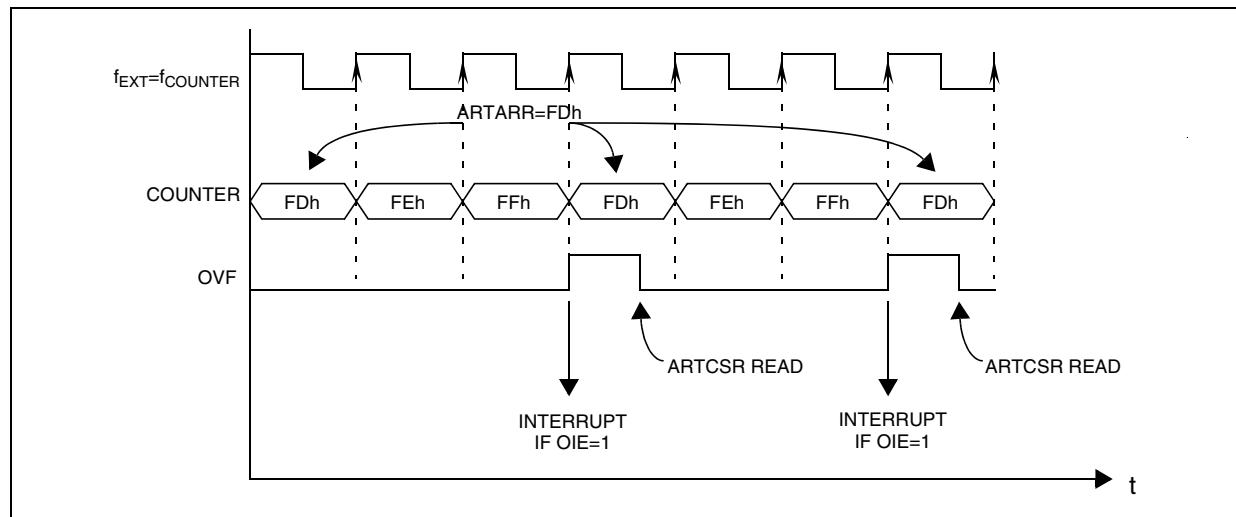 fEXT=fCOUNTER
ARTARR=FDh
COUNTER
FDh FEh FFh FDh FEh FFh FDh
OVF
ARTCSR READ ARTCSR READ
INTERRUPT INTERRUPT
IF OIE=1 IF OIE=1
t